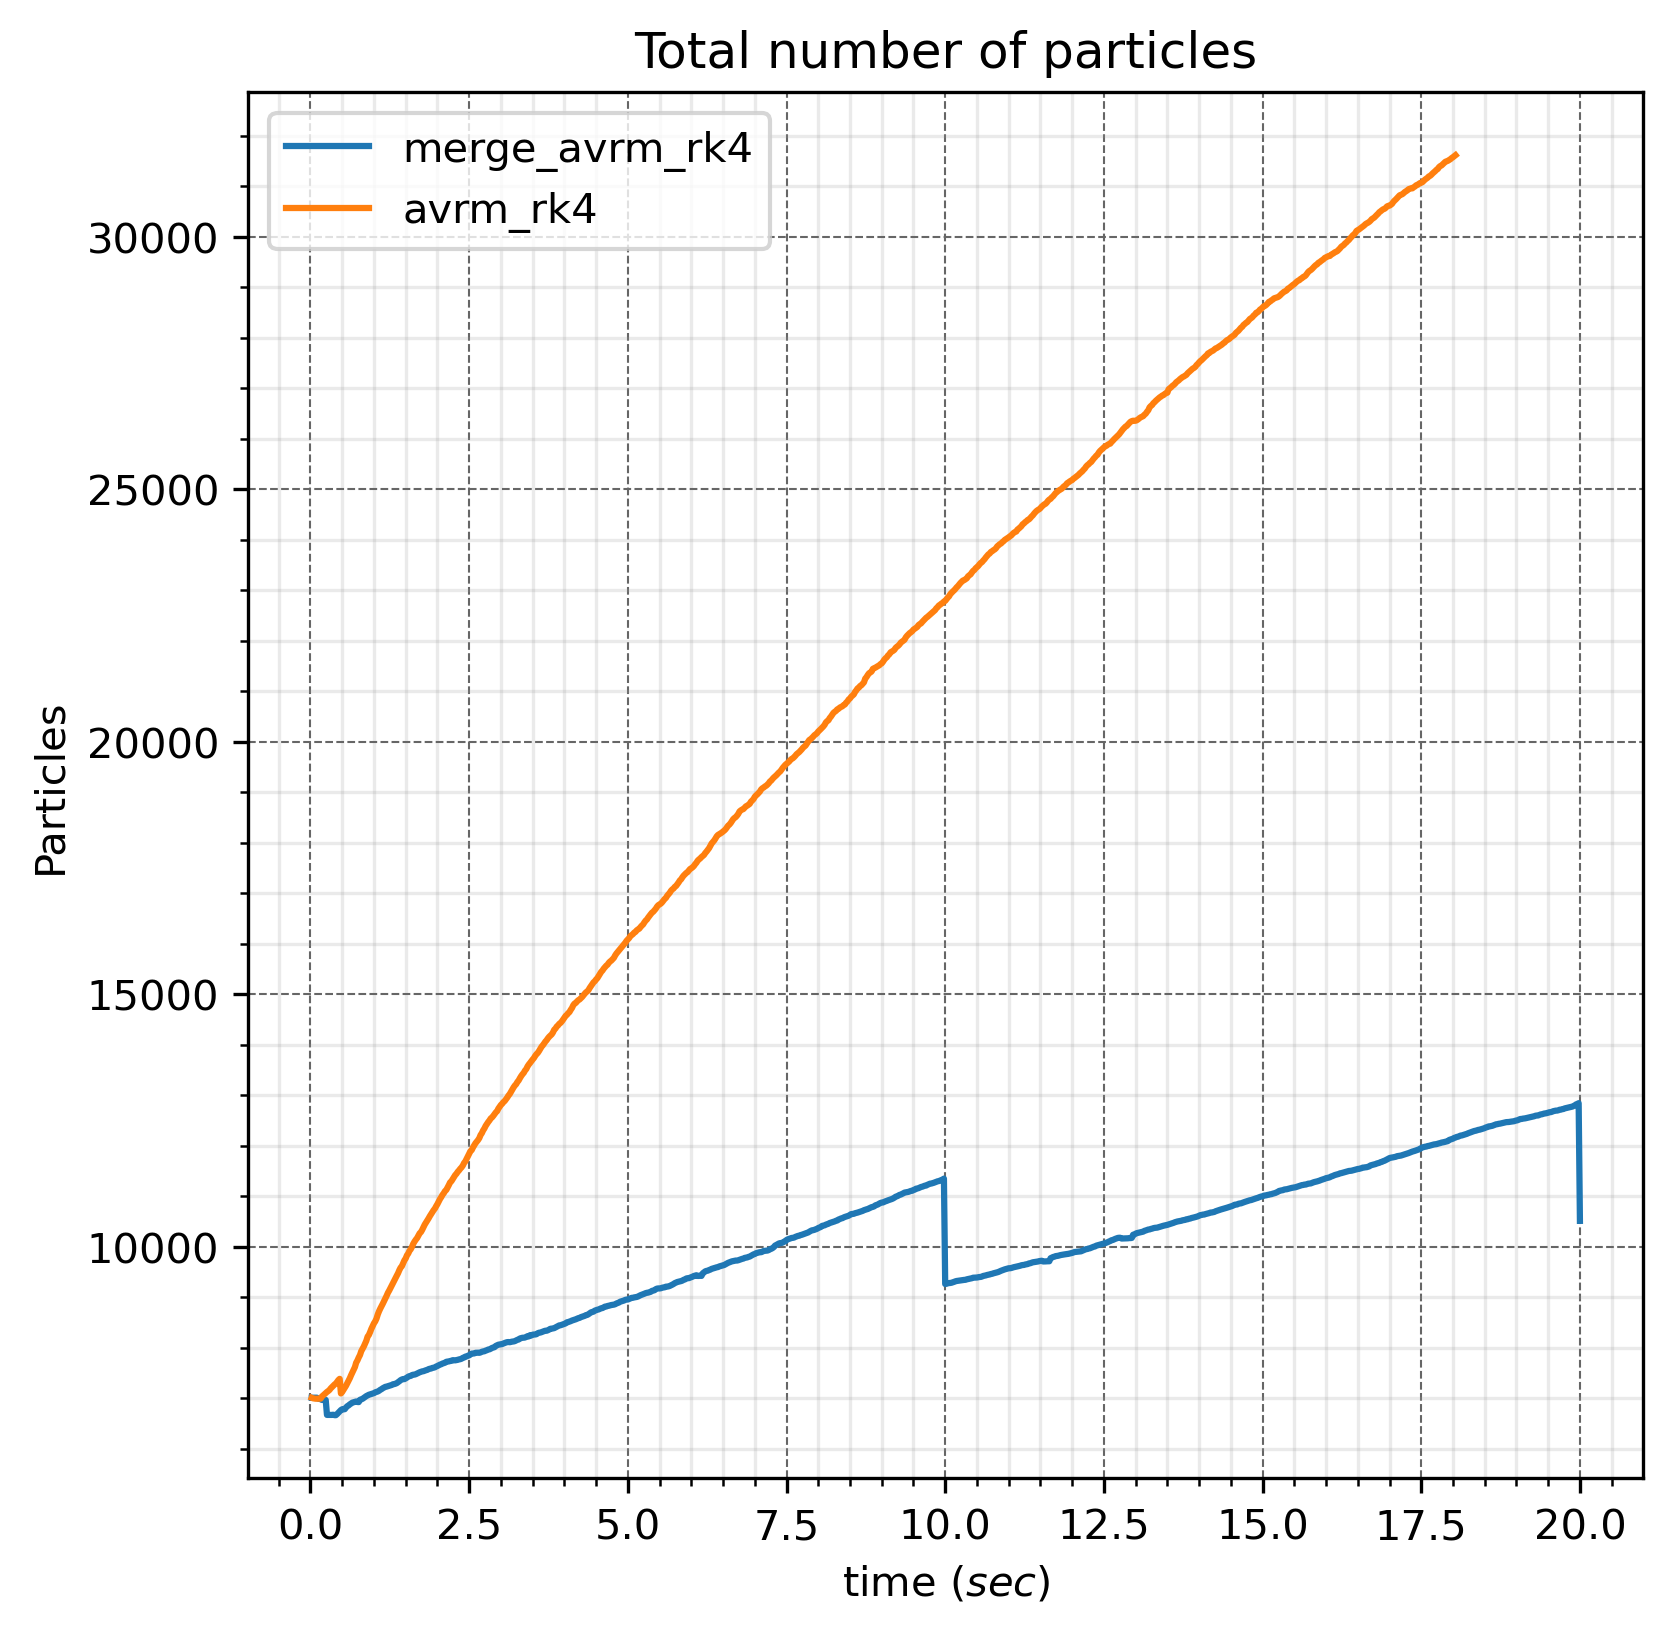 Total number of particles
merge_avrm_rk4
avrm_rk4
30000
25000
20000
15000
10000
Particles
0.0 2.5 5.0 7.5 10.0 12.5 15.0 17.5 20.0
time (sec)